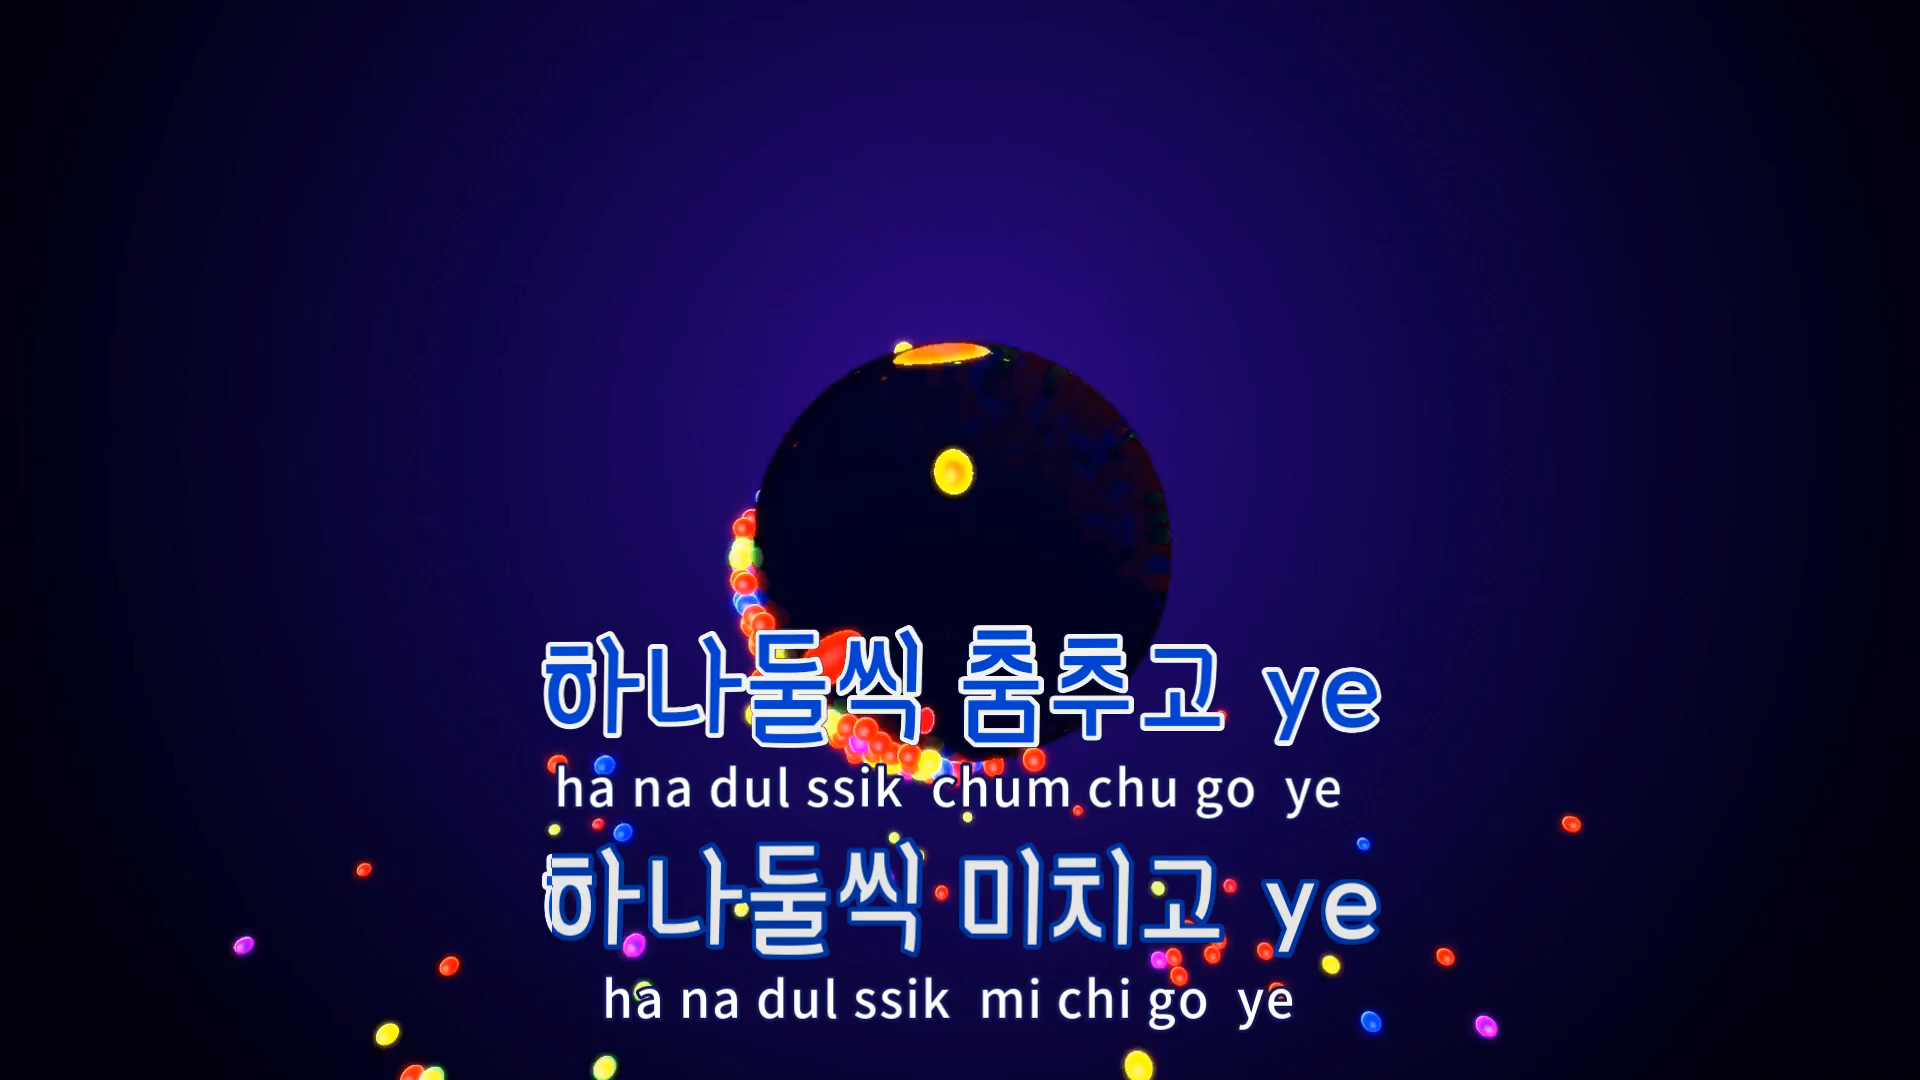 하나둘씩 춤추고 ye
ha na dul ssik chum chu go ye
하나둘씩 미치고 ye
ha na dul ssik mi chi go ye